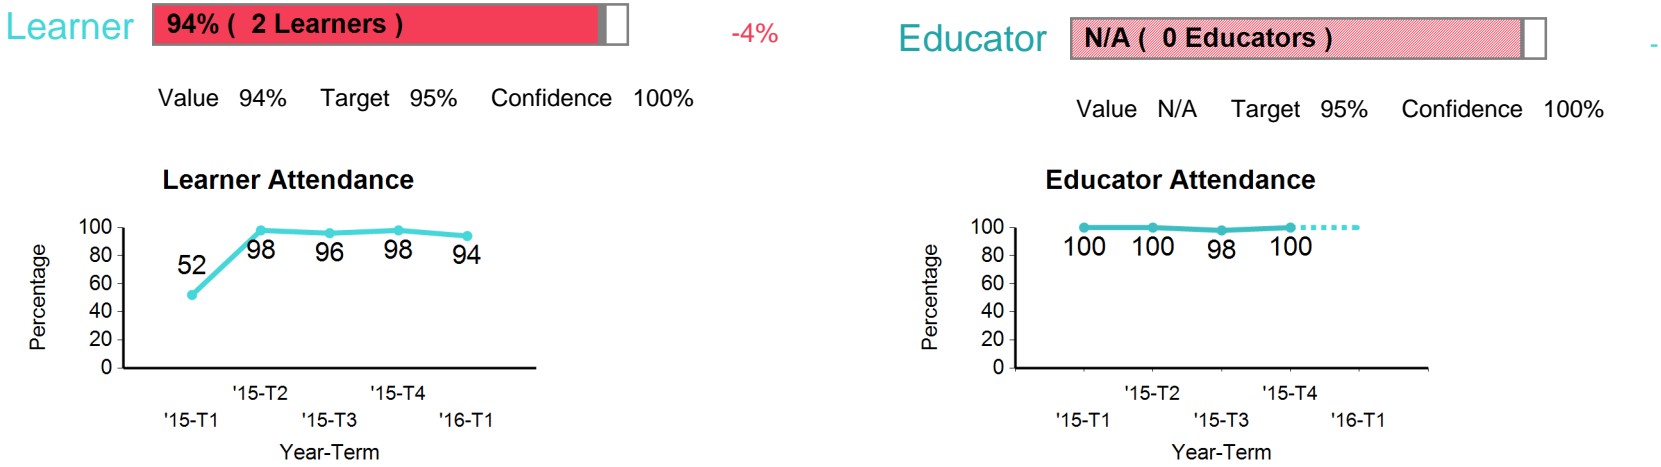 Learner 94% ( 2 Learners ) -4%
Value 94% Target 95% Confidence 100%
Learner Attendance
Percentage
100
80
60
40
20
0
52 98 96 98 94
'15-T2 '15-T4
'15-T1 '15-T3 '16-T1
Year-Term
Educator N/A ( 0 Educators ) -
Value N/A Target 95% Confidence 100%
Educator Attendance
Percentage
100
80
60
40
20
0
100 100 98 100
'15-T2 '15-T4
'15-T1 '15-T3 '16-T1
Year-Term